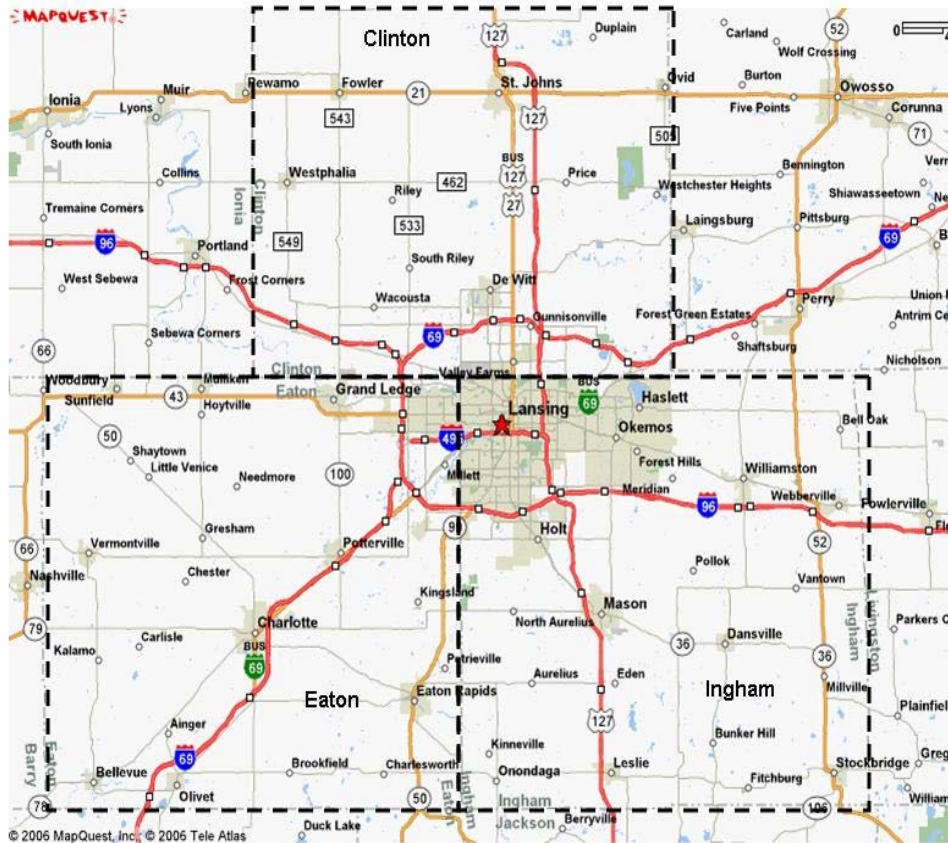 MAPQUEST
Clinton
127
Duplain
Carland
52
0
Wolf Crossing
Ionia
Muir
Pewamo
Fowler
21
St. Johns
Ovid
Burton
Owosso
Lyons
543
127
Five Points
Corunna
South Ionia
505
71
BUS
127
27
Collins
Westphalia
462
Price
Bennington
Riley
Westchester Heights
Shiawasseetown
Tremaine Corners
Clinton
Ionia
533
Laingsburg
Pittsburg
96
Portland
549
69
West Sebewa
Frost Corners
South Riley
De Witt
Perry
Wacousta
Gunnisonville
Forest Green Estates
Antrim Ce
Sebewa Corners
69
Shaftsburg
66
Clinton
Eaton
Valley Farms
BUS
69
Nicholson
Woodbury
Sunfield
43
Mulliken
Grand Ledge
Hoytville
Lansing
Haslett
Bell Oak
50
49
Okemos
Shaytown
Little Venice
Needmore
100
Millett
Forest Hills
Williamston
Meridian
96
Webberville
Fowlerville
Gresham
Holt
66
Vermontville
Potterville
52
Nashville
Chester
Kingsland
Pollok
Vantown
Livingston
Ingham
79
Charlotte
North Aurelius
Mason
Parkers C
Kalamo
Carlisle
BUS
69
Petrieville
36
Dansville
36
Eaton
Eaton Rapids
Aurelius
Eden
Ingham
Millville
127
Plainfield
Ainger
Bunker Hill
Eaton
Barry
69
Kinneville
Bellevue
Olivet
Brookfield
Charlesworth
Onondaga
Leslie
Fitchburg
Stockbridge
78
50
Ingham
Eaton
Ingham
Jackson
106
Duck Lake
Berryville
© 2006 MapQuest, Inc. © 2006 Tele Atlas